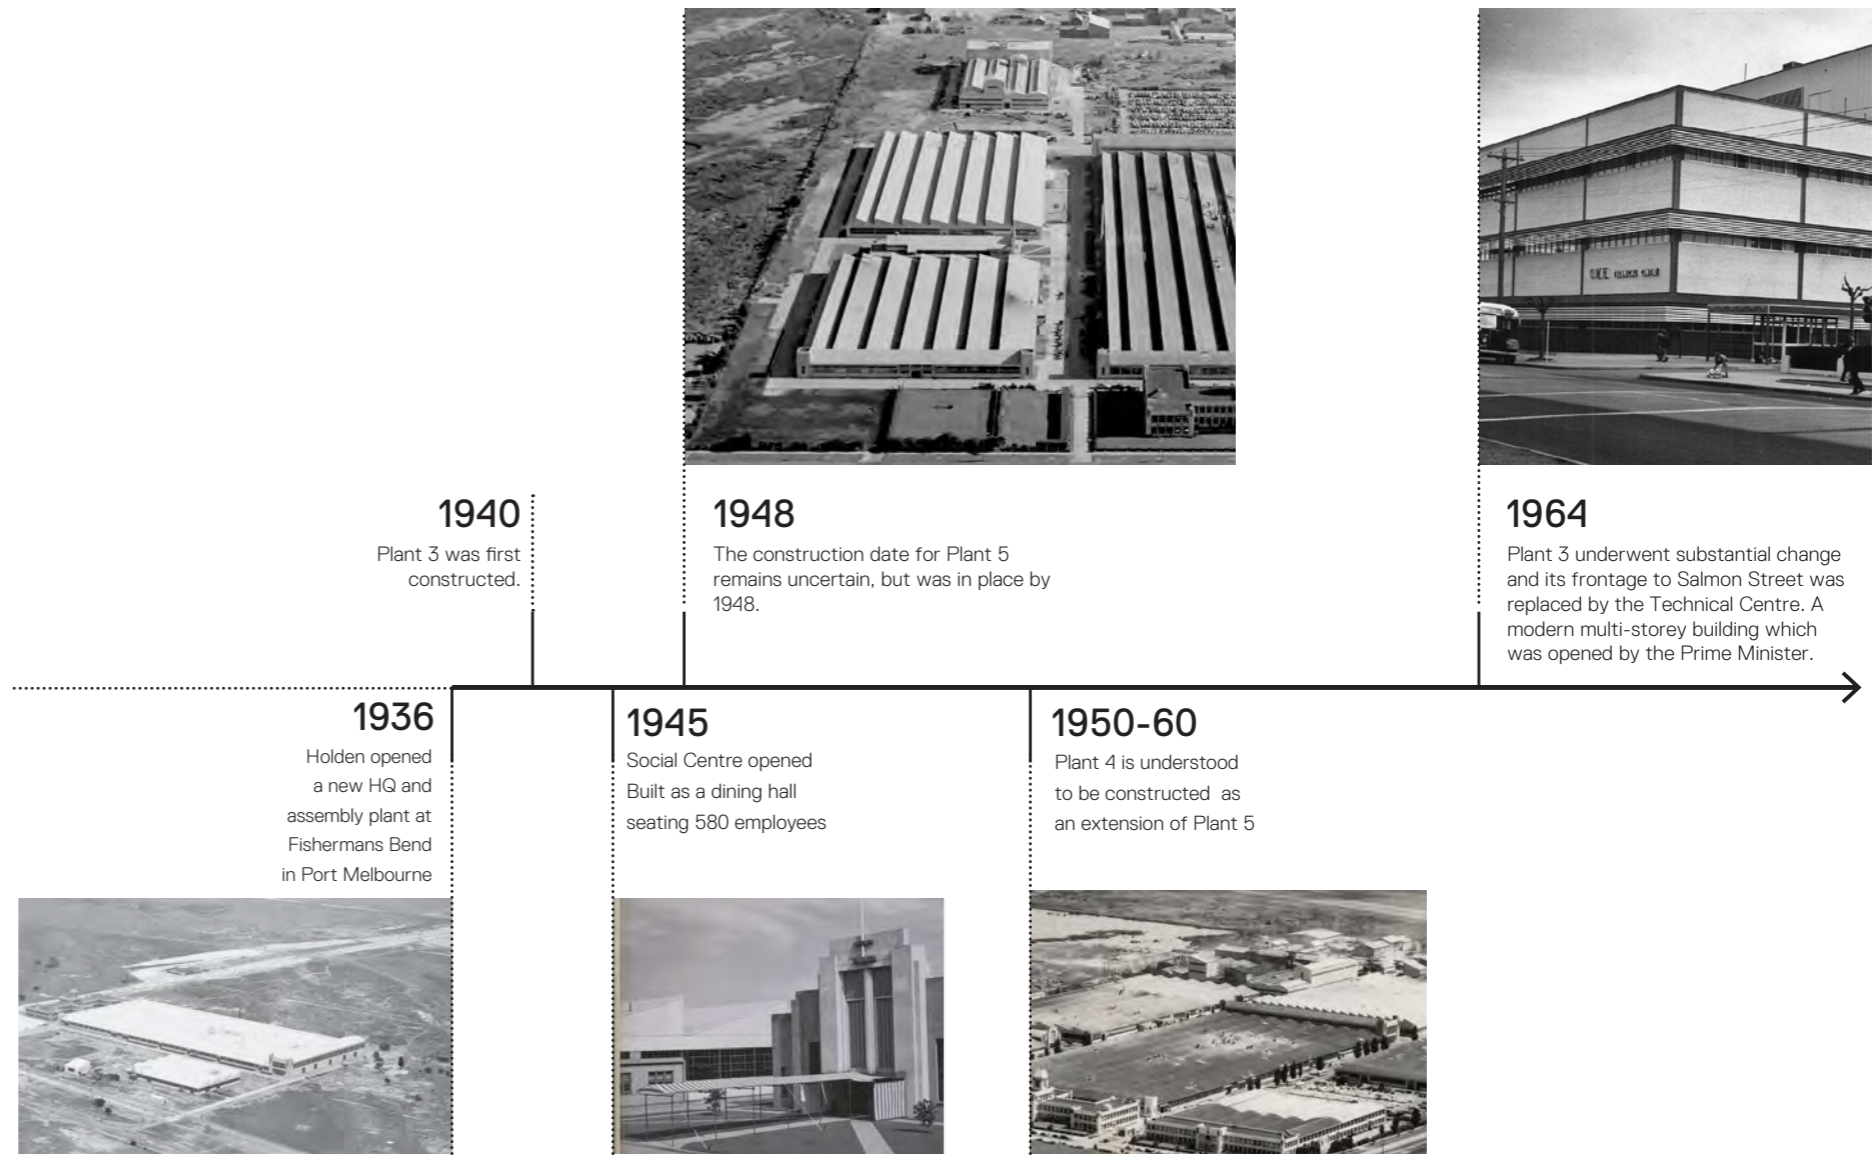 1940
Plant 3 was first
constructed.
1948
The construction date for Plant 5
remains uncertain, but was in place by
1948.
1964
Plant 3 underwent substantial change
and its frontage to Salmon Street was
replaced by the Technical Centre. A
modern multi-storey building which
was opened by the Prime Minister.
1936
Holden opened
a new HQ and
assembly plant at
Fishermans Bend
in Port Melbourne
1945
Social Centre opened
Built as a dining hall
seating 580 employees
1950-60
Plant 4 is understood
to be constructed as
an extension of Plant 5